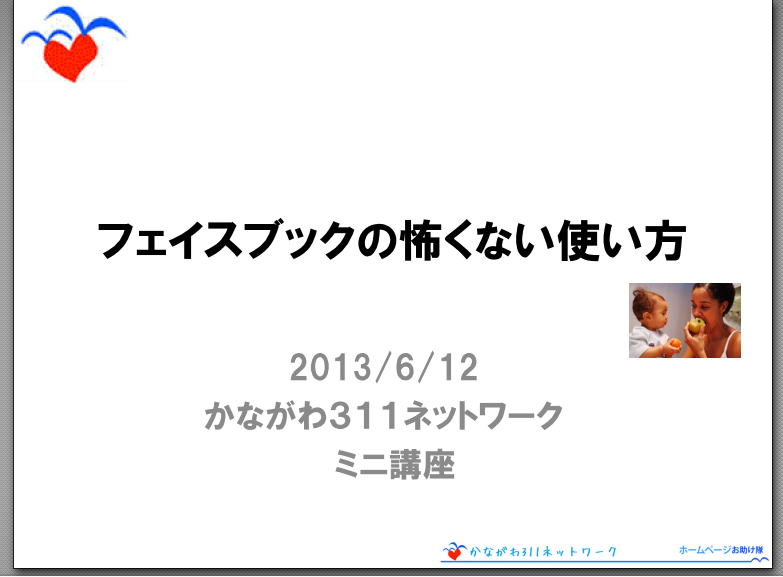 フェイスブックの怖くない使い方
2013/6/12
かながわ３１１ネットワーク
ミニ講座
かながわ311ネットワーク
ホームページお助け隊